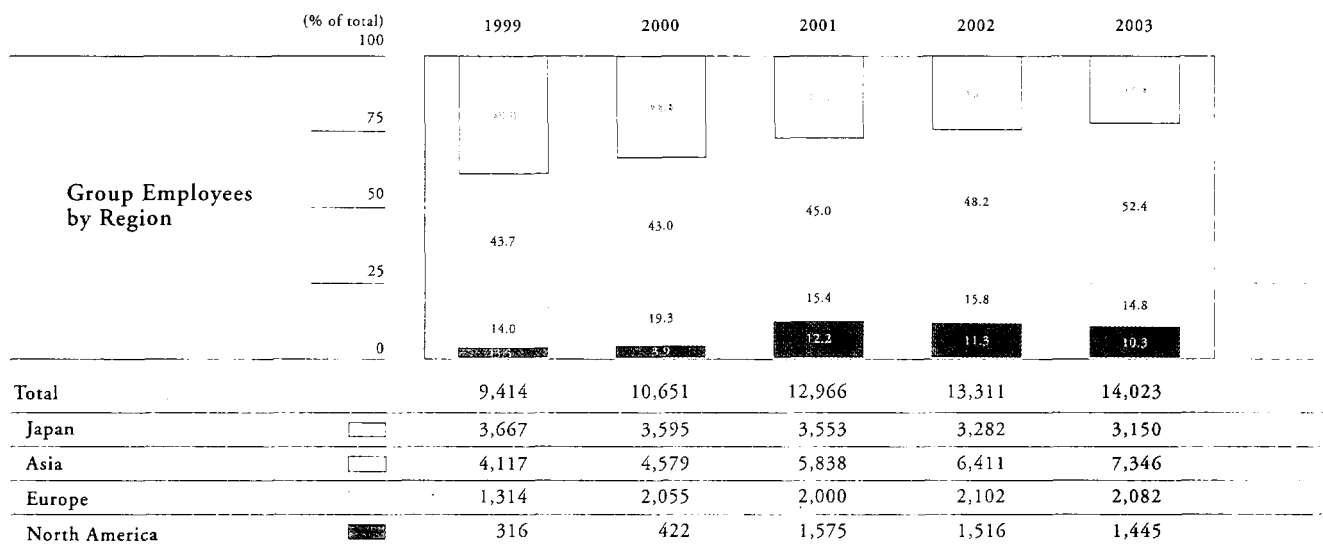 (% of total) 1999 2000 2001 2002 2003
100
75
Group Employees 50
by Region
48.2 52.4
45.0
43.7 43.0
25
15.4 15.8 14.8
14.0 19.3
12.2 11.3 10.3
3.9
0
Total 9,414 10,651 12,966 13,311 14,023
Japan 3,667 3,595 3,553 3,282 3,150
Asia 4,117 4,579 5,838 6,411 7,346
Europe 1,314 2,055 2,000 2,102 2,082
North America 316 422 1,575 1,516 1,445